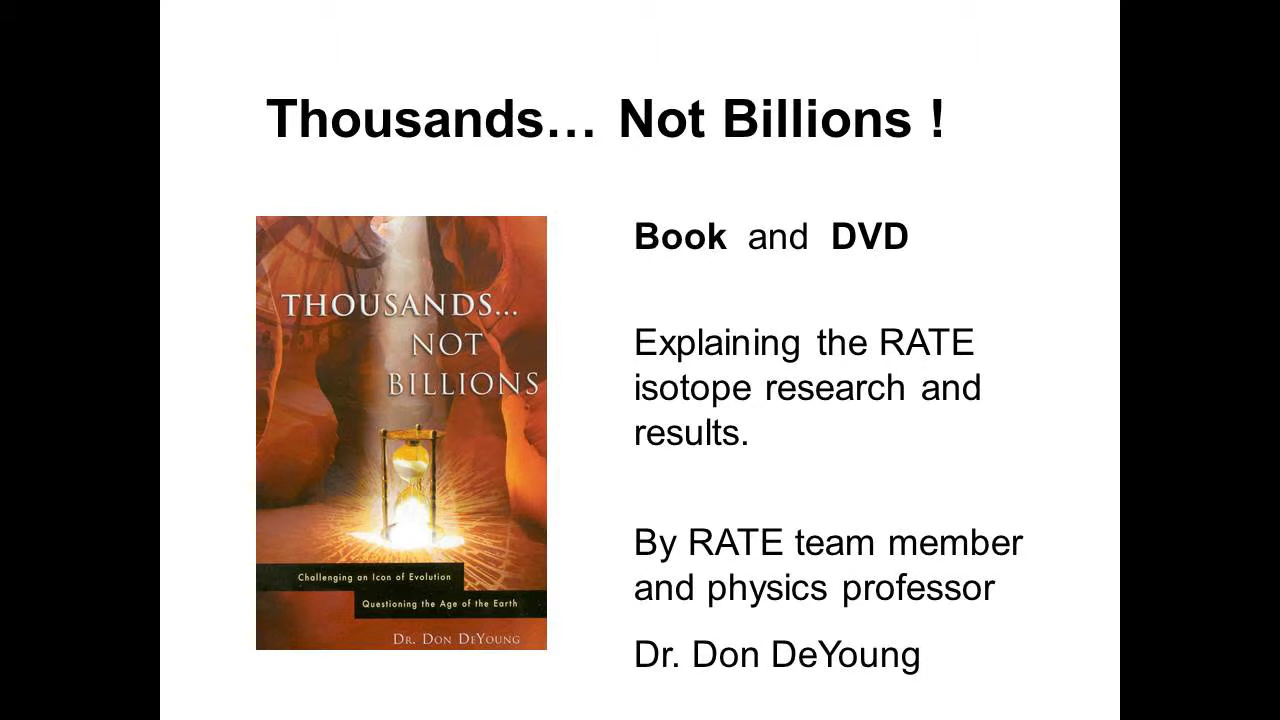 Thousands… Not Billions !
THOUSANDS...
NOT
BILLIONS
Challenging an Icon of Evolution
Questioning the Age of the Earth
DR. DON DEYOUNG
Book and DVD
Explaining the RATE
isotope research and
results.
By RATE team member
and physics professor
Dr. Don DeYoung